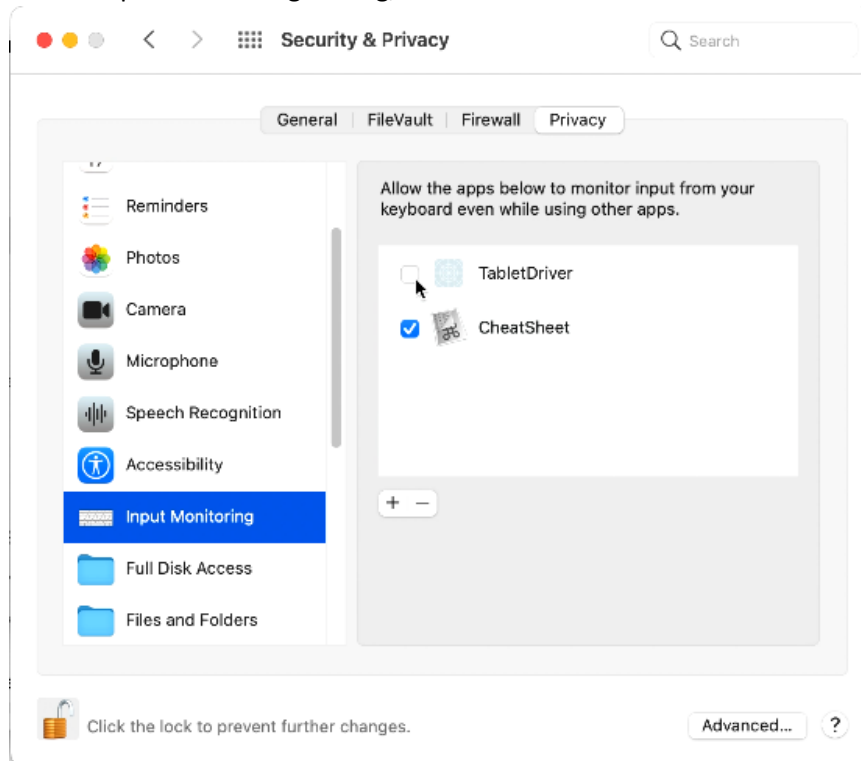 Security & Privacy
Search
General
FileVault
Firewall
Privacy
Reminders
Photos
Camera
Microphone
Speech Recognition
Accessibility
Input Monitoring
Full Disk Access
Files and Folders
Allow the apps below to monitor input from your
keyboard even while using other apps.
TabletDriver
CheatSheet
+ −
Click the lock to prevent further changes.
Advanced...
?